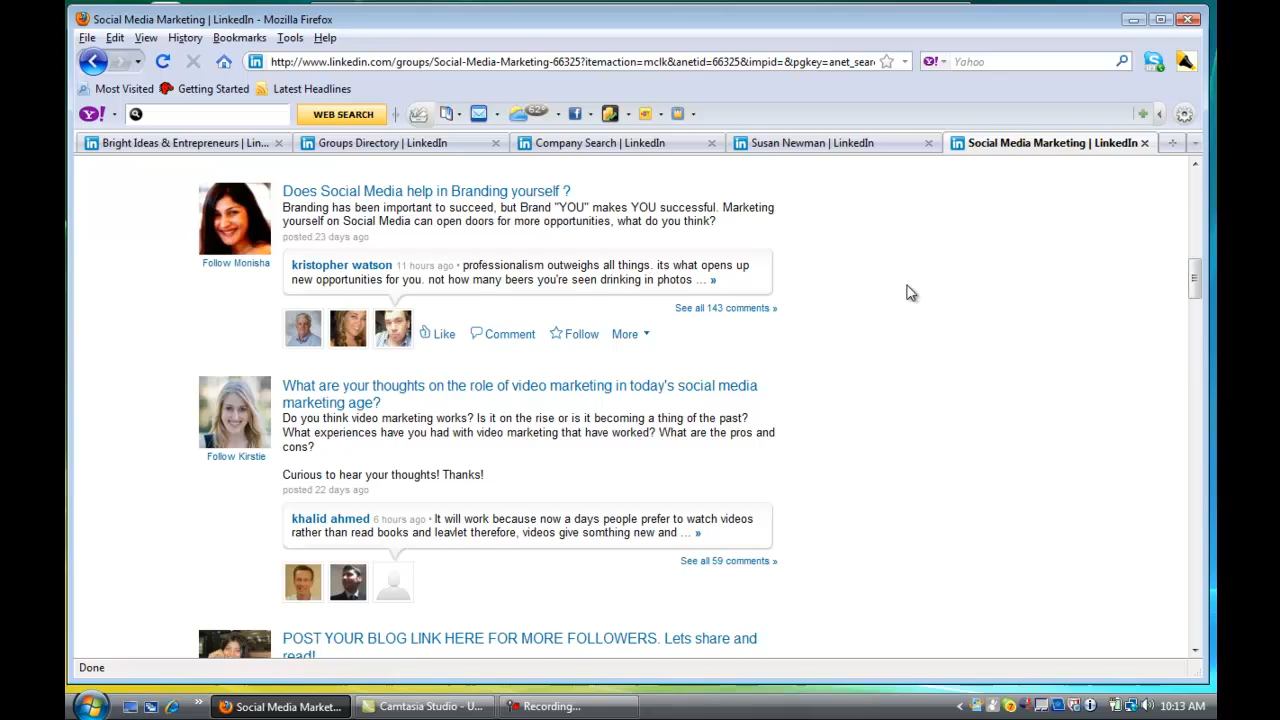 Social Media Marketing | LinkedIn - Mozilla Firefox
File Edit View History Bookmarks Tools Help
http://www.linkedin.com/groups/Social-Media-Marketing-66325?itemaction=mclk&anetid=66325&impid=&pgkey=anet_sear
Yahoo
Most Visited Getting Started Latest Headlines
Y! WEB SEARCH 62°
Bright Ideas & Entrepreneurs | Lin... Groups Directory | LinkedIn Company Search | LinkedIn Susan Newman | LinkedIn Social Media Marketing | LinkedIn
Does Social Media help in Branding yourself ?
Branding has been important to succeed, but Brand "YOU" makes YOU successful. Marketing
yourself on Social Media can open doors for more opportunities, what do you think?
posted 23 days ago
Follow Monisha
kristopher watson 11 hours ago • professionalism outweighs all things. its what opens up
new opportunities for you. not how many beers you're seen drinking in photos ... »
See all 143 comments »
Like Comment Follow More
What are your thoughts on the role of video marketing in today's social media
marketing age?
Do you think video marketing works? Is it on the rise or is it becoming a thing of the past?
What experiences have you had with video marketing that have worked? What are the pros and
cons?
Follow Kirstie
Curious to hear your thoughts! Thanks!
posted 22 days ago
khalid ahmed 6 hours ago • It will work because now a days people prefer to watch videos
rather than read books and leavlet therefore, videos give somthing new and ... »
See all 59 comments »
POST YOUR BLOG LINK HERE FOR MORE FOLLOWERS. Lets share and
read!
Done
Social Media Market... Camtasia Studio - U... Recording... 10:13 AM